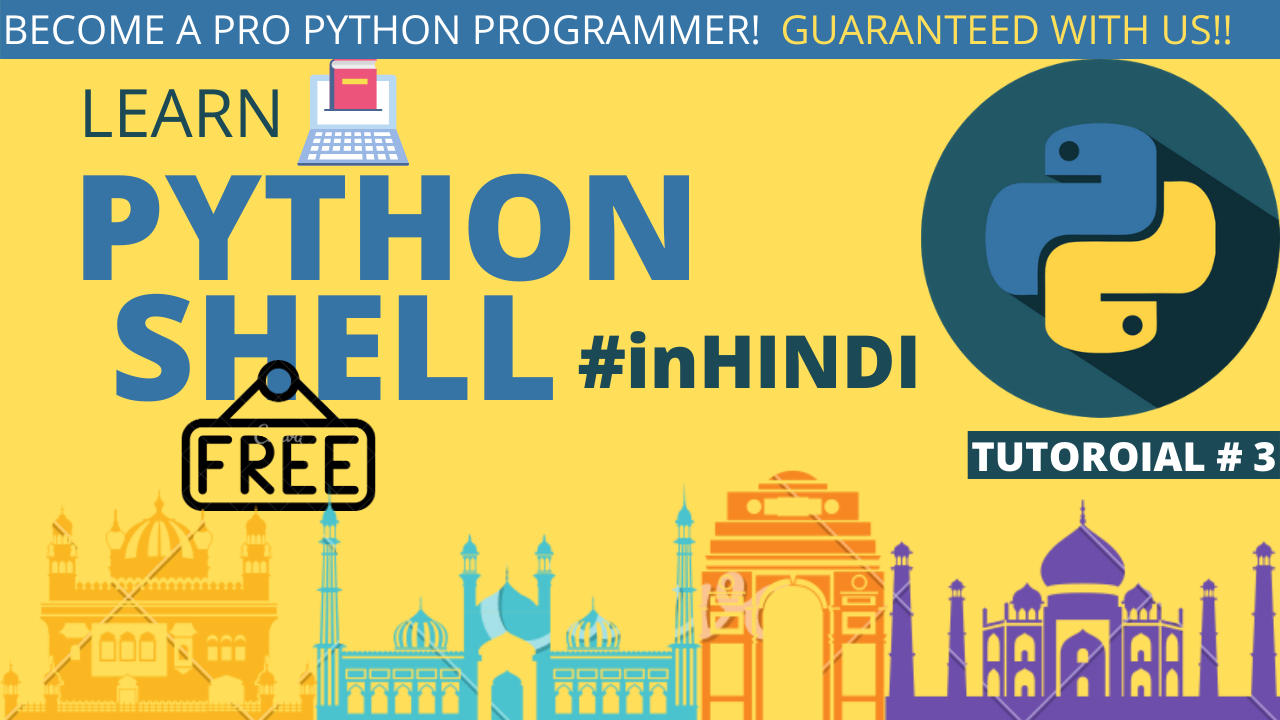 BECOME A PRO PYTHON PROGRAMMER! GUARANTEED WITH US!!
LEARN
PYTHON
SHELL #inHINDI
FREE
TUTOROIAL # 3